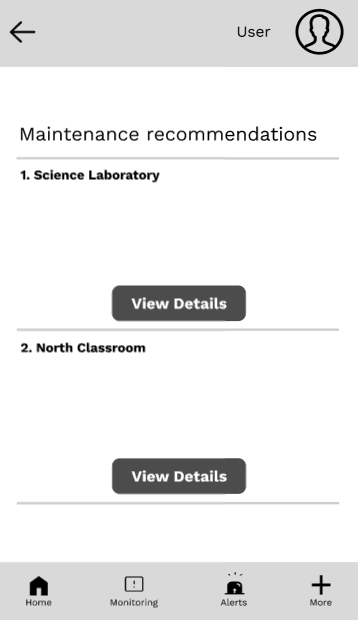 User
Maintenance recommendations
1. Science Laboratory
View Details
2. North Classroom
View Details
Home
Monitoring
Alerts
More